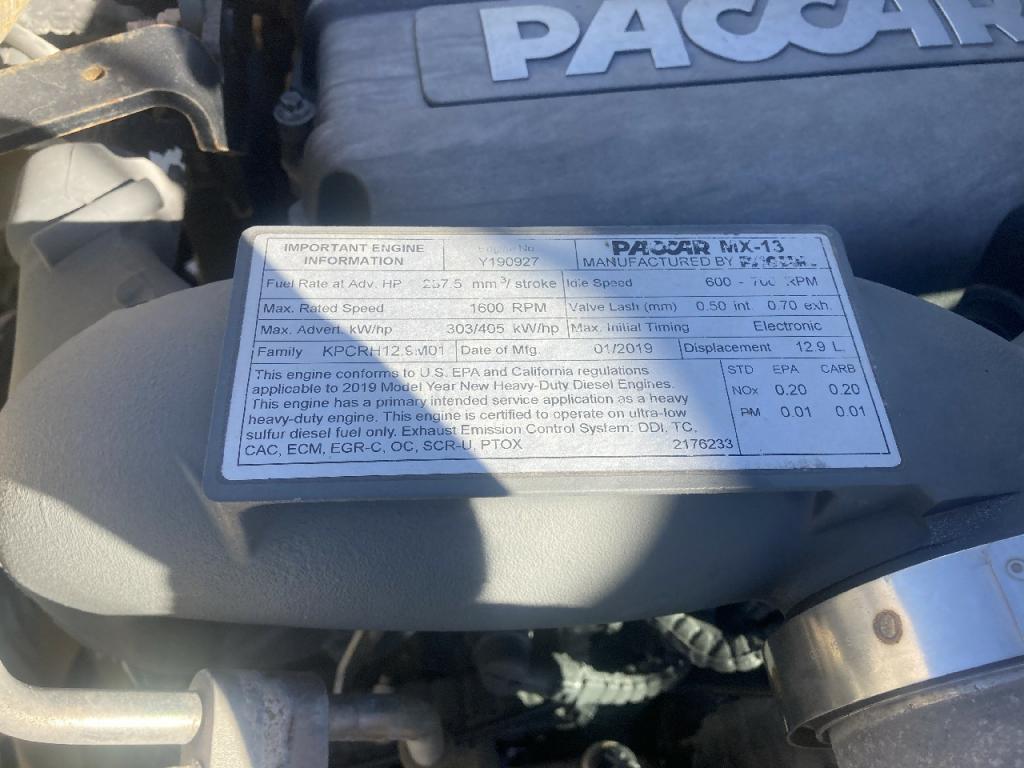 PACCAR
IMPORTANT ENGINE INFORMATION
Engine No.
Y190927
PACCAR MX-13
MANUFACTURED BY PACCAR
Fuel Rate at Adv. HP mm³/ stroke
Idle Speed 600 - 700 RPM
Max. Rated Speed 1600 RPM
Valve Lash (mm) 0.50 int. 0.70 exh.
Max. Advert. kW/hp 303/405 kW/hp
Max. Initial Timing Electronic
Family KPCRH12.9M01
Date of Mfg. 01/2019
Displacement 12.9 L
This engine conforms to U.S. EPA and California regulations
applicable to 2019 Model Year New Heavy-Duty Diesel Engines.
This engine has a primary intended service application as a heavy
heavy-duty engine. This engine is certified to operate on ultra-low
sulfur diesel fuel only. Exhaust Emission Control System: DDI, TC,
CAC, ECM, EGR-C, OC, SCR-U, PTOX 2176233
STD EPA CARB
NOx 0.20 0.20
PM 0.01 0.01